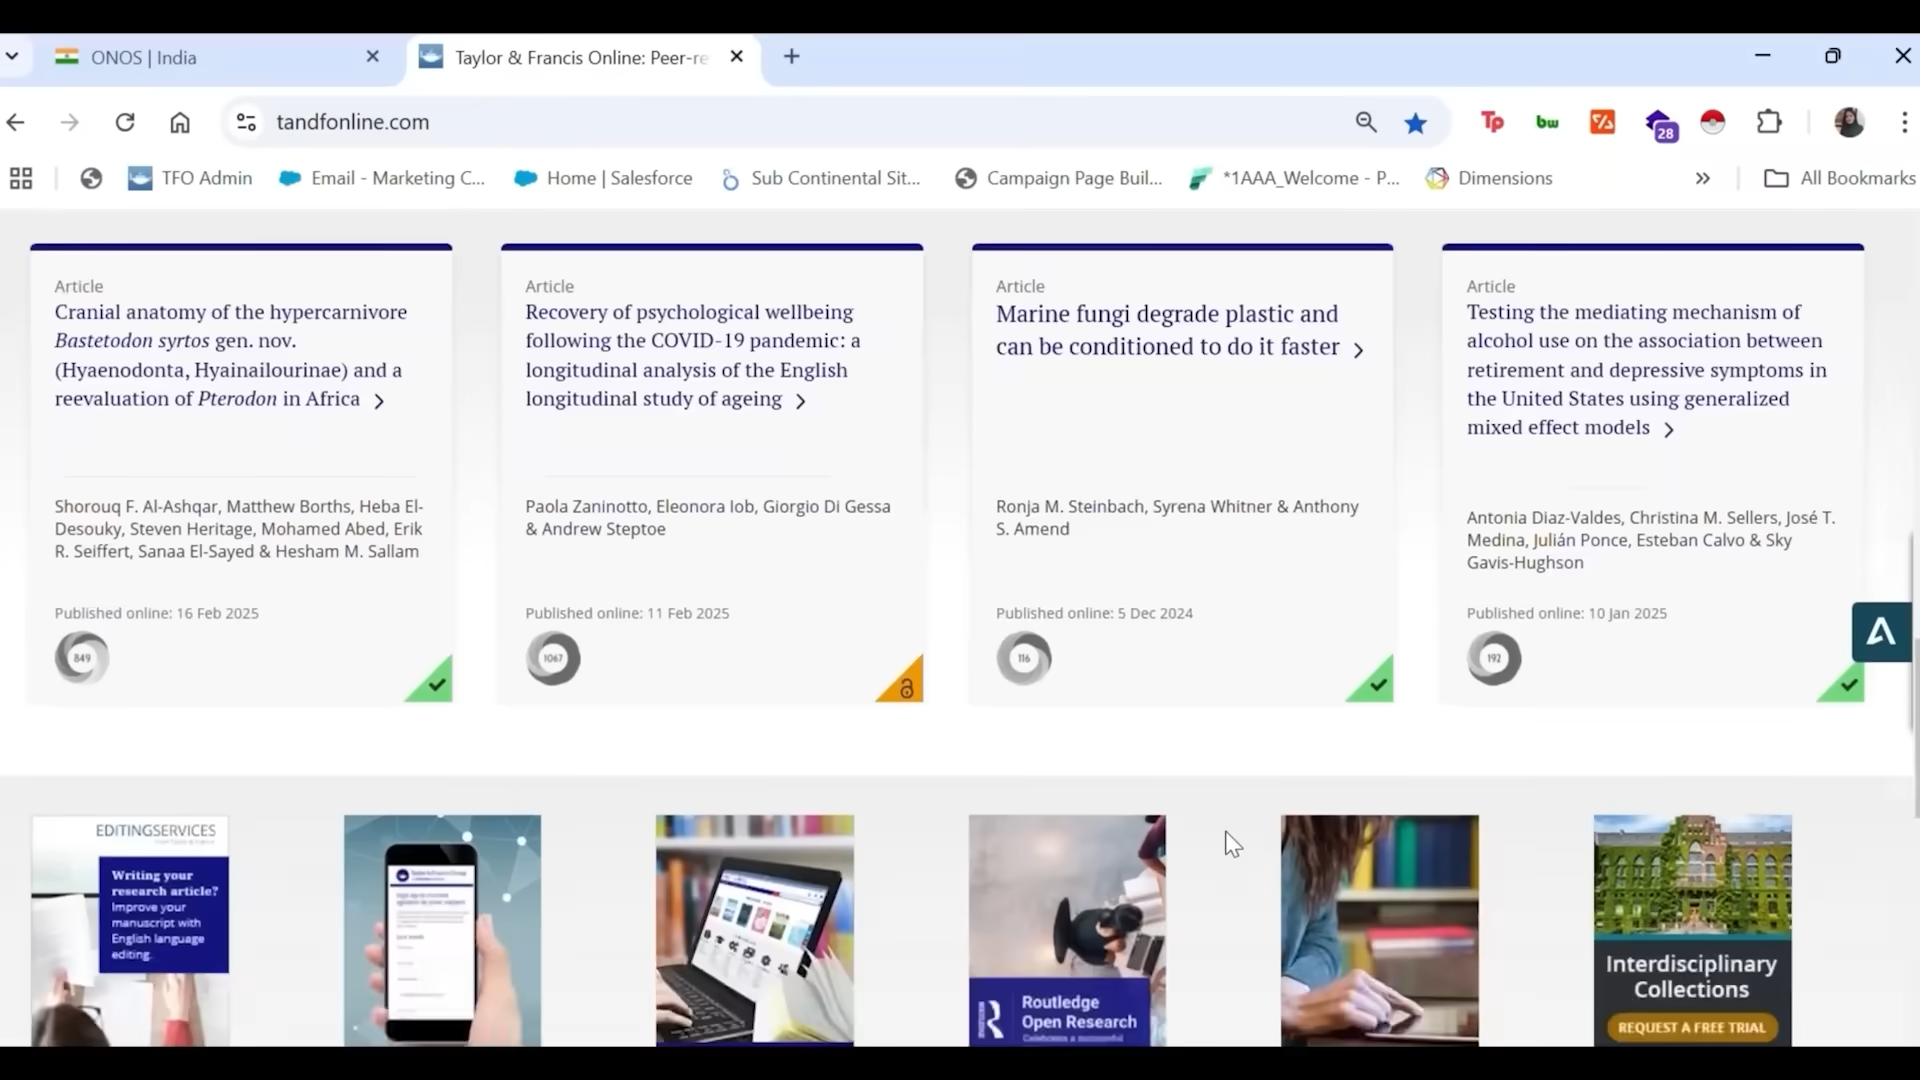 ONOS | India
Taylor & Francis Online: Peer-re
tandfonline.com
28
TFO Admin
Email - Marketing C...
Home | Salesforce
Sub Continental Sit...
Campaign Page Buil...
*1AAA_Welcome - P...
Dimensions
All Bookmarks
Article
Cranial anatomy of the hypercarnivore
Bastetodon syrtos gen. nov.
(Hyaenodonta, Hyainailourinae) and a
reevaluation of Pterodon in Africa
Shorouq F. Al-Ashqar, Matthew Borths, Heba El-
Desouky, Steven Heritage, Mohamed Abed, Erik
R. Seiffert, Sanaa El-Sayed & Hesham M. Sallam
Published online: 16 Feb 2025
849
Article
Recovery of psychological wellbeing
following the COVID-19 pandemic: a
longitudinal analysis of the English
longitudinal study of ageing
Paola Zaninotto, Eleonora Iob, Giorgio Di Gessa
& Andrew Steptoe
Published online: 11 Feb 2025
1067
Article
Marine fungi degrade plastic and
can be conditioned to do it faster
Ronja M. Steinbach, Syrena Whitner & Anthony
S. Amend
Published online: 5 Dec 2024
116
Article
Testing the mediating mechanism of
alcohol use on the association between
retirement and depressive symptoms in
the United States using generalized
mixed effect models
Antonia Diaz-Valdes, Christina M. Sellers, José T.
Medina, Julián Ponce, Esteban Calvo & Sky
Gavis-Hughson
Published online: 10 Jan 2025
192
EDITINGSERVICES
Writing your
research article?
Improve your
manuscript with
English language
editing.
Routledge
Open Research
Interdisciplinary
Collections
REQUEST A FREE TRIAL